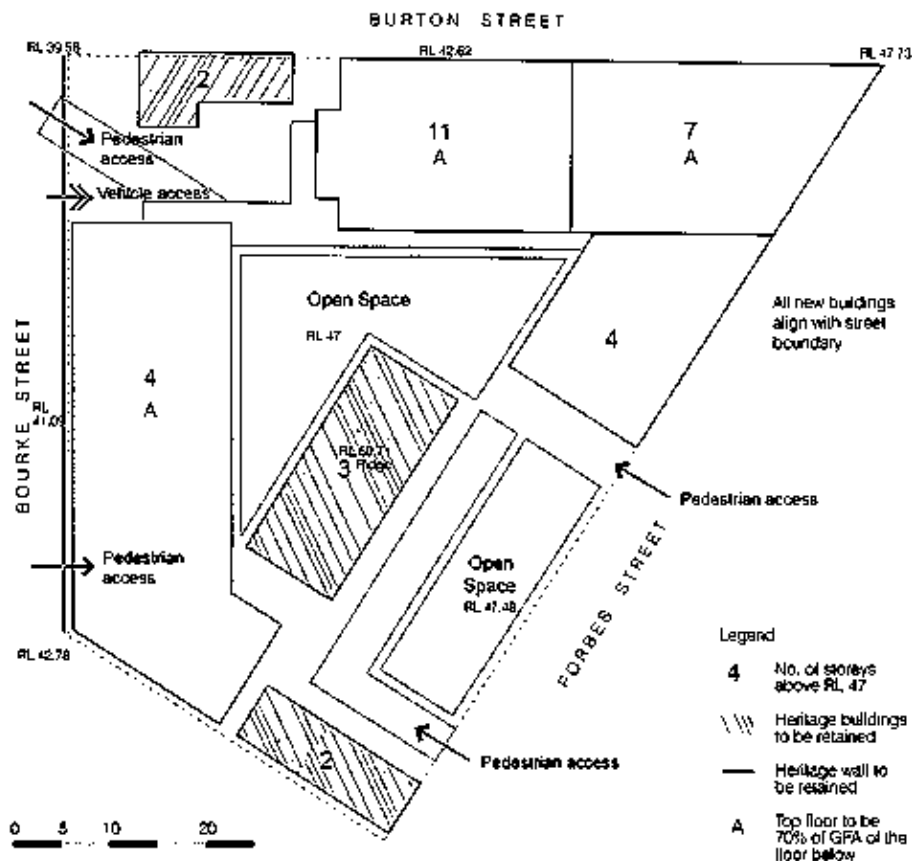 BURTON STREET
RL 39.58
RL 42.62
RL 47.73
2
11
A
7
A
Pedestrian
access
Vehicle access
Open Space
RL 47
4
All new buildings
align with street
boundary
4
A
BOURKE STREET
RL
41.09
3
Pedestrian access
Pedestrian
access
Open
Space
RL 47.48
FORBES STREET
RL 42.78
2
Pedestrian access
Legend
4 No. of storeys
above RL 47
Heritage buildings
to be retained
Heritage wall to
be retained
A Top floor to be
70% of GFA of the
floor below
0 5 10 20